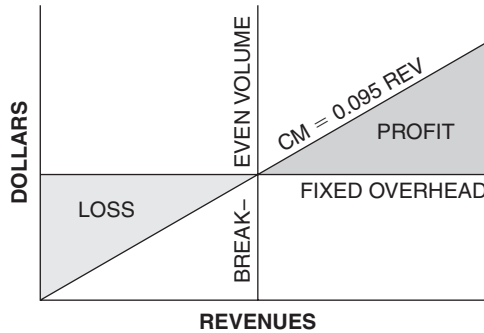 DOLLARS
BREAK– EVEN VOLUME
CM = 0.095 REV
PROFIT
FIXED OVERHEAD
LOSS
REVENUES